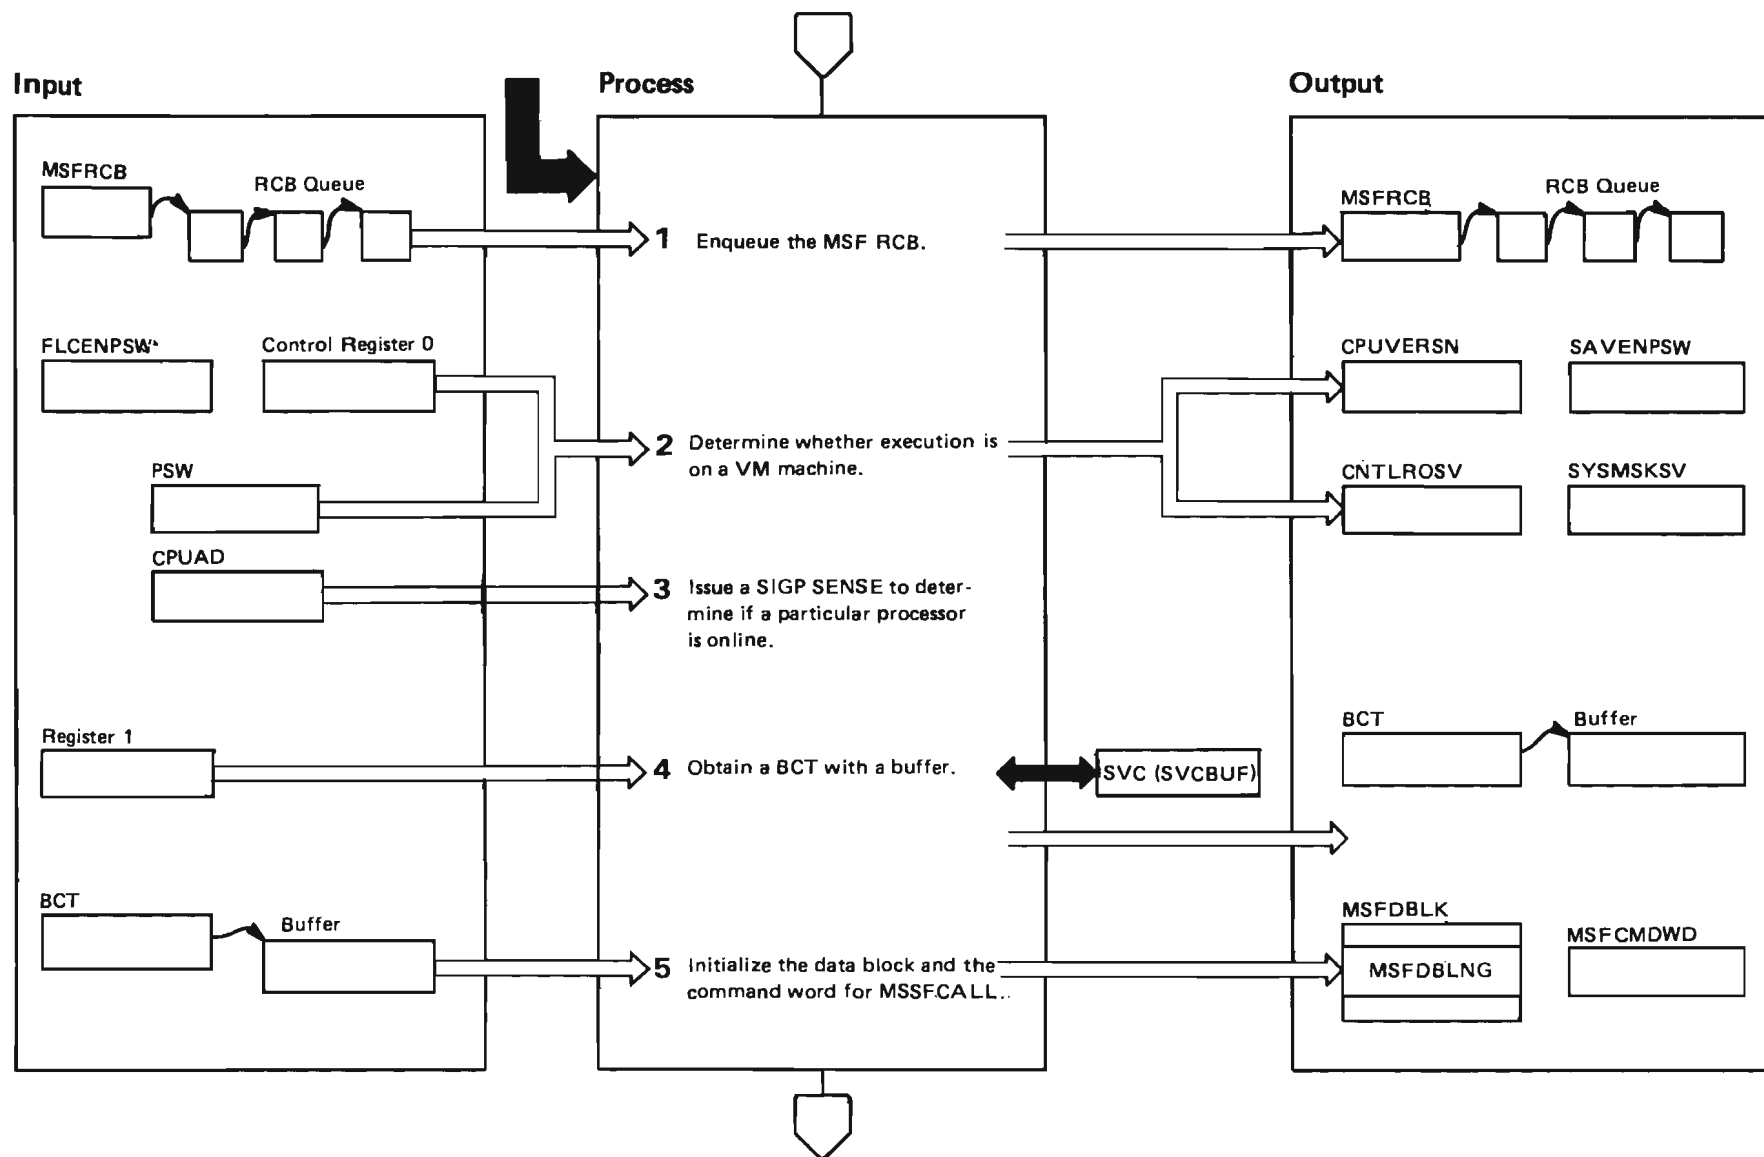 Input
Process
Output
MSFRCB
RCB Queue
1 Enqueue the MSF RCB.
MSFRCB
RCB Queue
FLCENPSW
Control Register 0
PSW
2 Determine whether execution is
on a VM machine.
CPUVERSN
SAVENPSW
CNTLROSV
SYSMSKSV
CPUAD
3 Issue a SIGP SENSE to deter-
mine if a particular processor
is online.
Register 1
4 Obtain a BCT with a buffer.
SVC (SVCBUF)
BCT
Buffer
BCT
Buffer
5 Initialize the data block and the
command word for MSSFCALL.
MSFDBLK
MSFDBLNG
MSFCMDWD